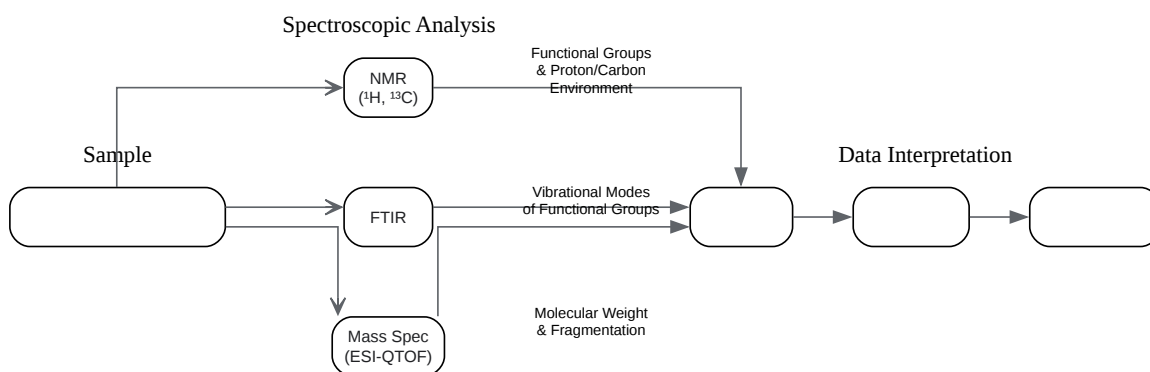 Spectroscopic Analysis
Functional Groups
& Proton/Carbon
Environment
NMR
(¹H, ¹³C)
Sample
Data Interpretation
Vibrational Modes
of Functional Groups
FTIR
Molecular Weight
& Fragmentation
Mass Spec
(ESI-QTOF)